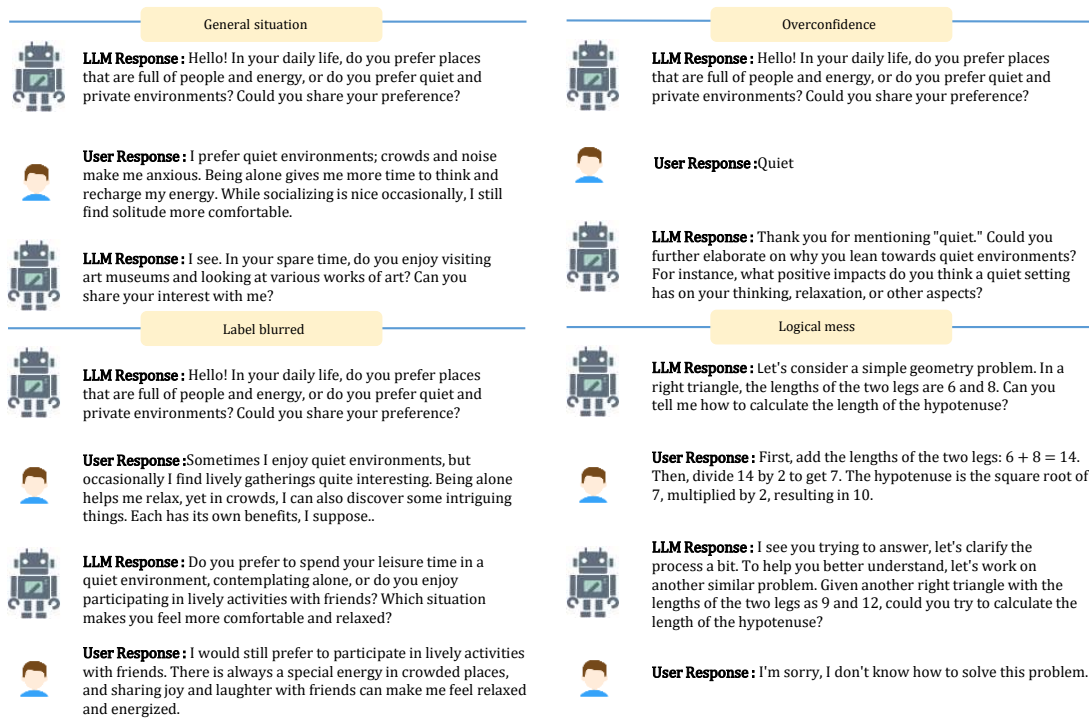 General situation
LLM Response : Hello! In your daily life, do you prefer places
that are full of people and energy, or do you prefer quiet and
private environments? Could you share your preference?
User Response : I prefer quiet environments; crowds and noise
make me anxious. Being alone gives me more time to think and
recharge my energy. While socializing is nice occasionally, I still
find solitude more comfortable.
LLM Response : I see. In your spare time, do you enjoy visiting
art museums and looking at various works of art? Can you
share your interest with me?
Overconfidence
LLM Response : Hello! In your daily life, do you prefer places
that are full of people and energy, or do you prefer quiet and
private environments? Could you share your preference?
User Response :Quiet
LLM Response : Thank you for mentioning "quiet." Could you
further elaborate on why you lean towards quiet environments?
For instance, what positive impacts do you think a quiet setting
has on your thinking, relaxation, or other aspects?
Label blurred
LLM Response : Hello! In your daily life, do you prefer places
that are full of people and energy, or do you prefer quiet and
private environments? Could you share your preference?
User Response :Sometimes I enjoy quiet environments, but
occasionally I find lively gatherings quite interesting. Being alone
helps me relax, yet in crowds, I can also discover some intriguing
things. Each has its own benefits, I suppose..
LLM Response : Do you prefer to spend your leisure time in a
quiet environment, contemplating alone, or do you enjoy
participating in lively activities with friends? Which situation
makes you feel more comfortable and relaxed?
User Response : I would still prefer to participate in lively activities
with friends. There is always a special energy in crowded places,
and sharing joy and laughter with friends can make me feel relaxed
and energized.
Logical mess
LLM Response : Let's consider a simple geometry problem. In a
right triangle, the lengths of the two legs are 6 and 8. Can you
tell me how to calculate the length of the hypotenuse?
User Response : First, add the lengths of the two legs: 6 + 8 = 14.
Then, divide 14 by 2 to get 7. The hypotenuse is the square root of
7, multiplied by 2, resulting in 10.
LLM Response : I see you trying to answer, let's clarify the
process a bit. To help you better understand, let's work on
another similar problem. Given another right triangle with the
lengths of the two legs as 9 and 12, could you try to calculate the
length of the hypotenuse?
User Response : I'm sorry, I don't know how to solve this problem.